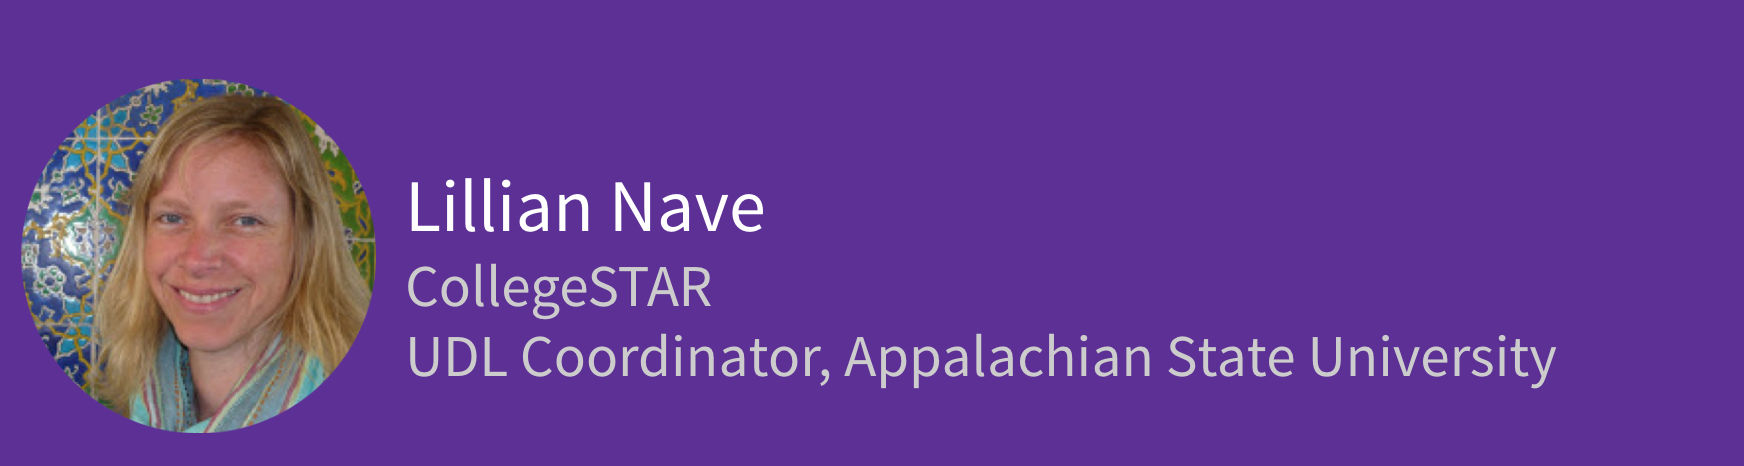 Lillian Nave
CollegeSTAR
UDL Coordinator, Appalachian State University